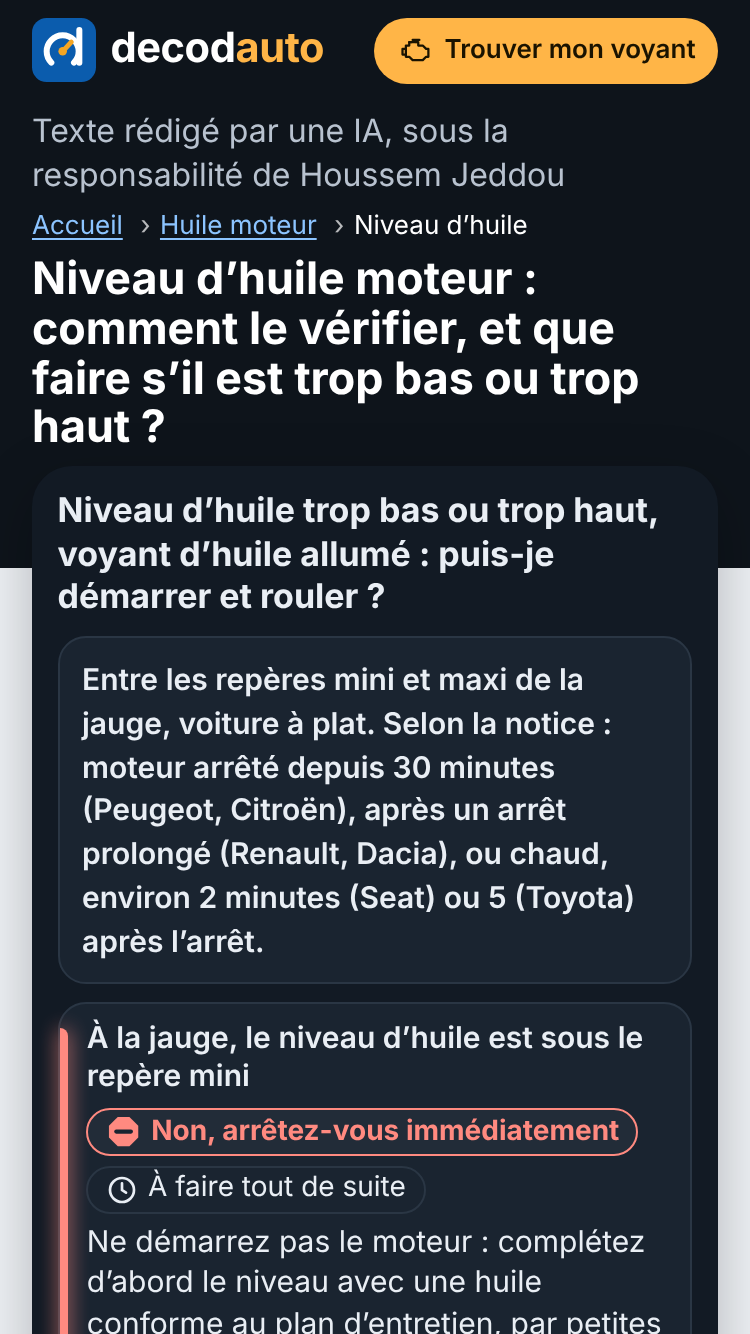 decodauto
Trouver mon voyant
Texte rédigé par une IA, sous la
responsabilité de Houssem Jeddou
Accueil › Huile moteur › Niveau d’huile
Niveau d’huile moteur :
comment le vérifier, et que
faire s’il est trop bas ou trop
haut ?
Niveau d’huile trop bas ou trop haut,
voyant d’huile allumé : puis-je
démarrer et rouler ?
Entre les repères mini et maxi de la
jauge, voiture à plat. Selon la notice :
moteur arrêté depuis 30 minutes
(Peugeot, Citroën), après un arrêt
prolongé (Renault, Dacia), ou chaud,
environ 2 minutes (Seat) ou 5 (Toyota)
après l’arrêt.
À la jauge, le niveau d’huile est sous le
repère mini
Non, arrêtez-vous immédiatement
À faire tout de suite
Ne démarrez pas le moteur : complétez
d’abord le niveau avec une huile
conforme au plan d’entretien, par petites